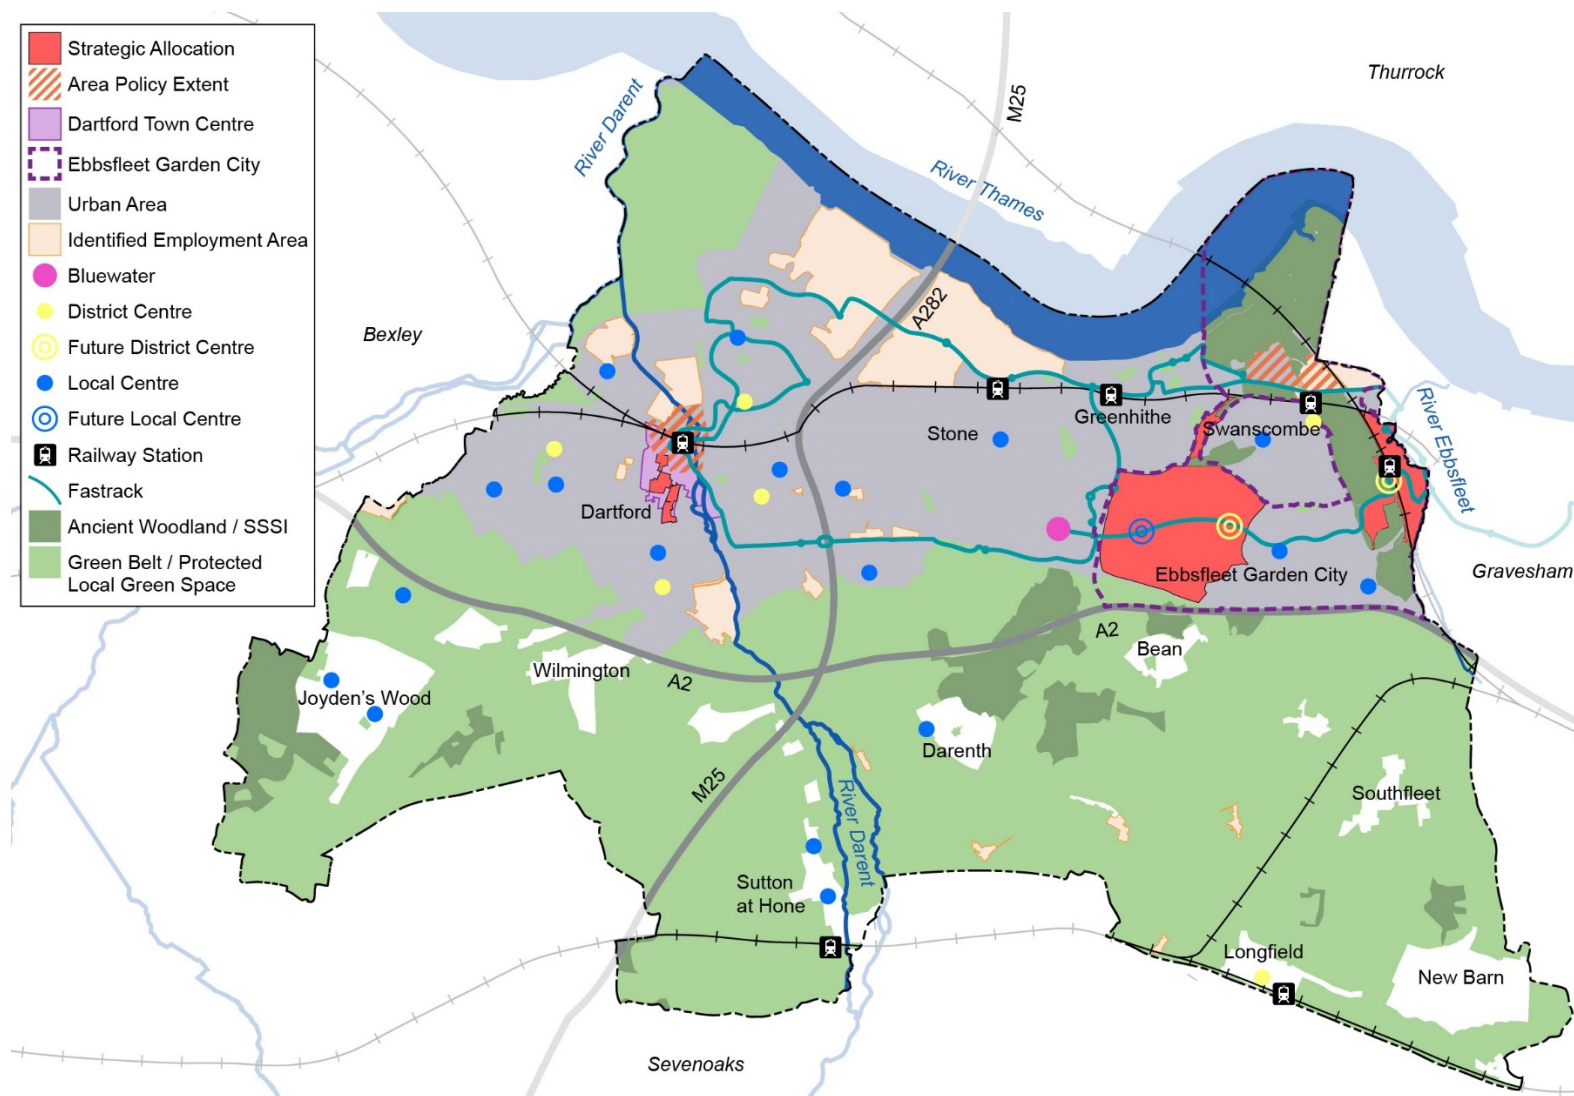 Strategic Allocation
Area Policy Extent
Dartford Town Centre
Ebbsfleet Garden City
Urban Area
Identified Employment Area
Bluewater
District Centre
Future District Centre
Local Centre
Future Local Centre
Railway Station
Fastrack
Ancient Woodland / SSSI
Green Belt / Protected
Local Green Space
Thurrock
M25
River Darent
River Thames
A282
Bexley
Greenhithe
Stone
Swanscombe
River Ebbsfleet
Dartford
Ebbsfleet Garden City
Gravesham
A2
Bean
Wilmington
A2
Joyden's Wood
Darenth
M25
Southfleet
River Darent
Sutton
at Hone
Longfield
New Barn
Sevenoaks